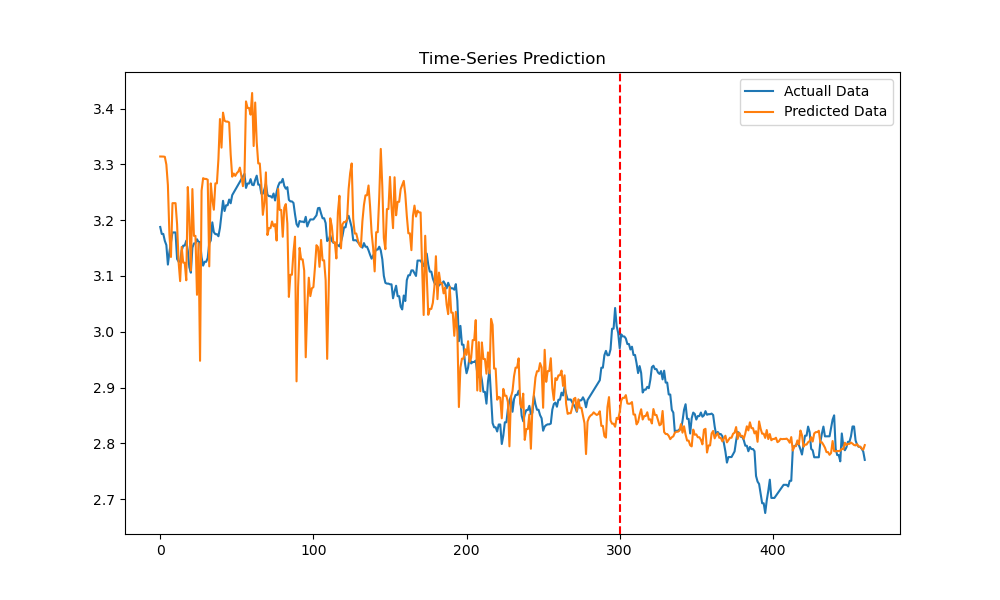 Time-Series Prediction
Actuall Data
Predicted Data
3.4
3.3
3.2
3.1
3.0
2.9
2.8
2.7
0 100 200 300 400